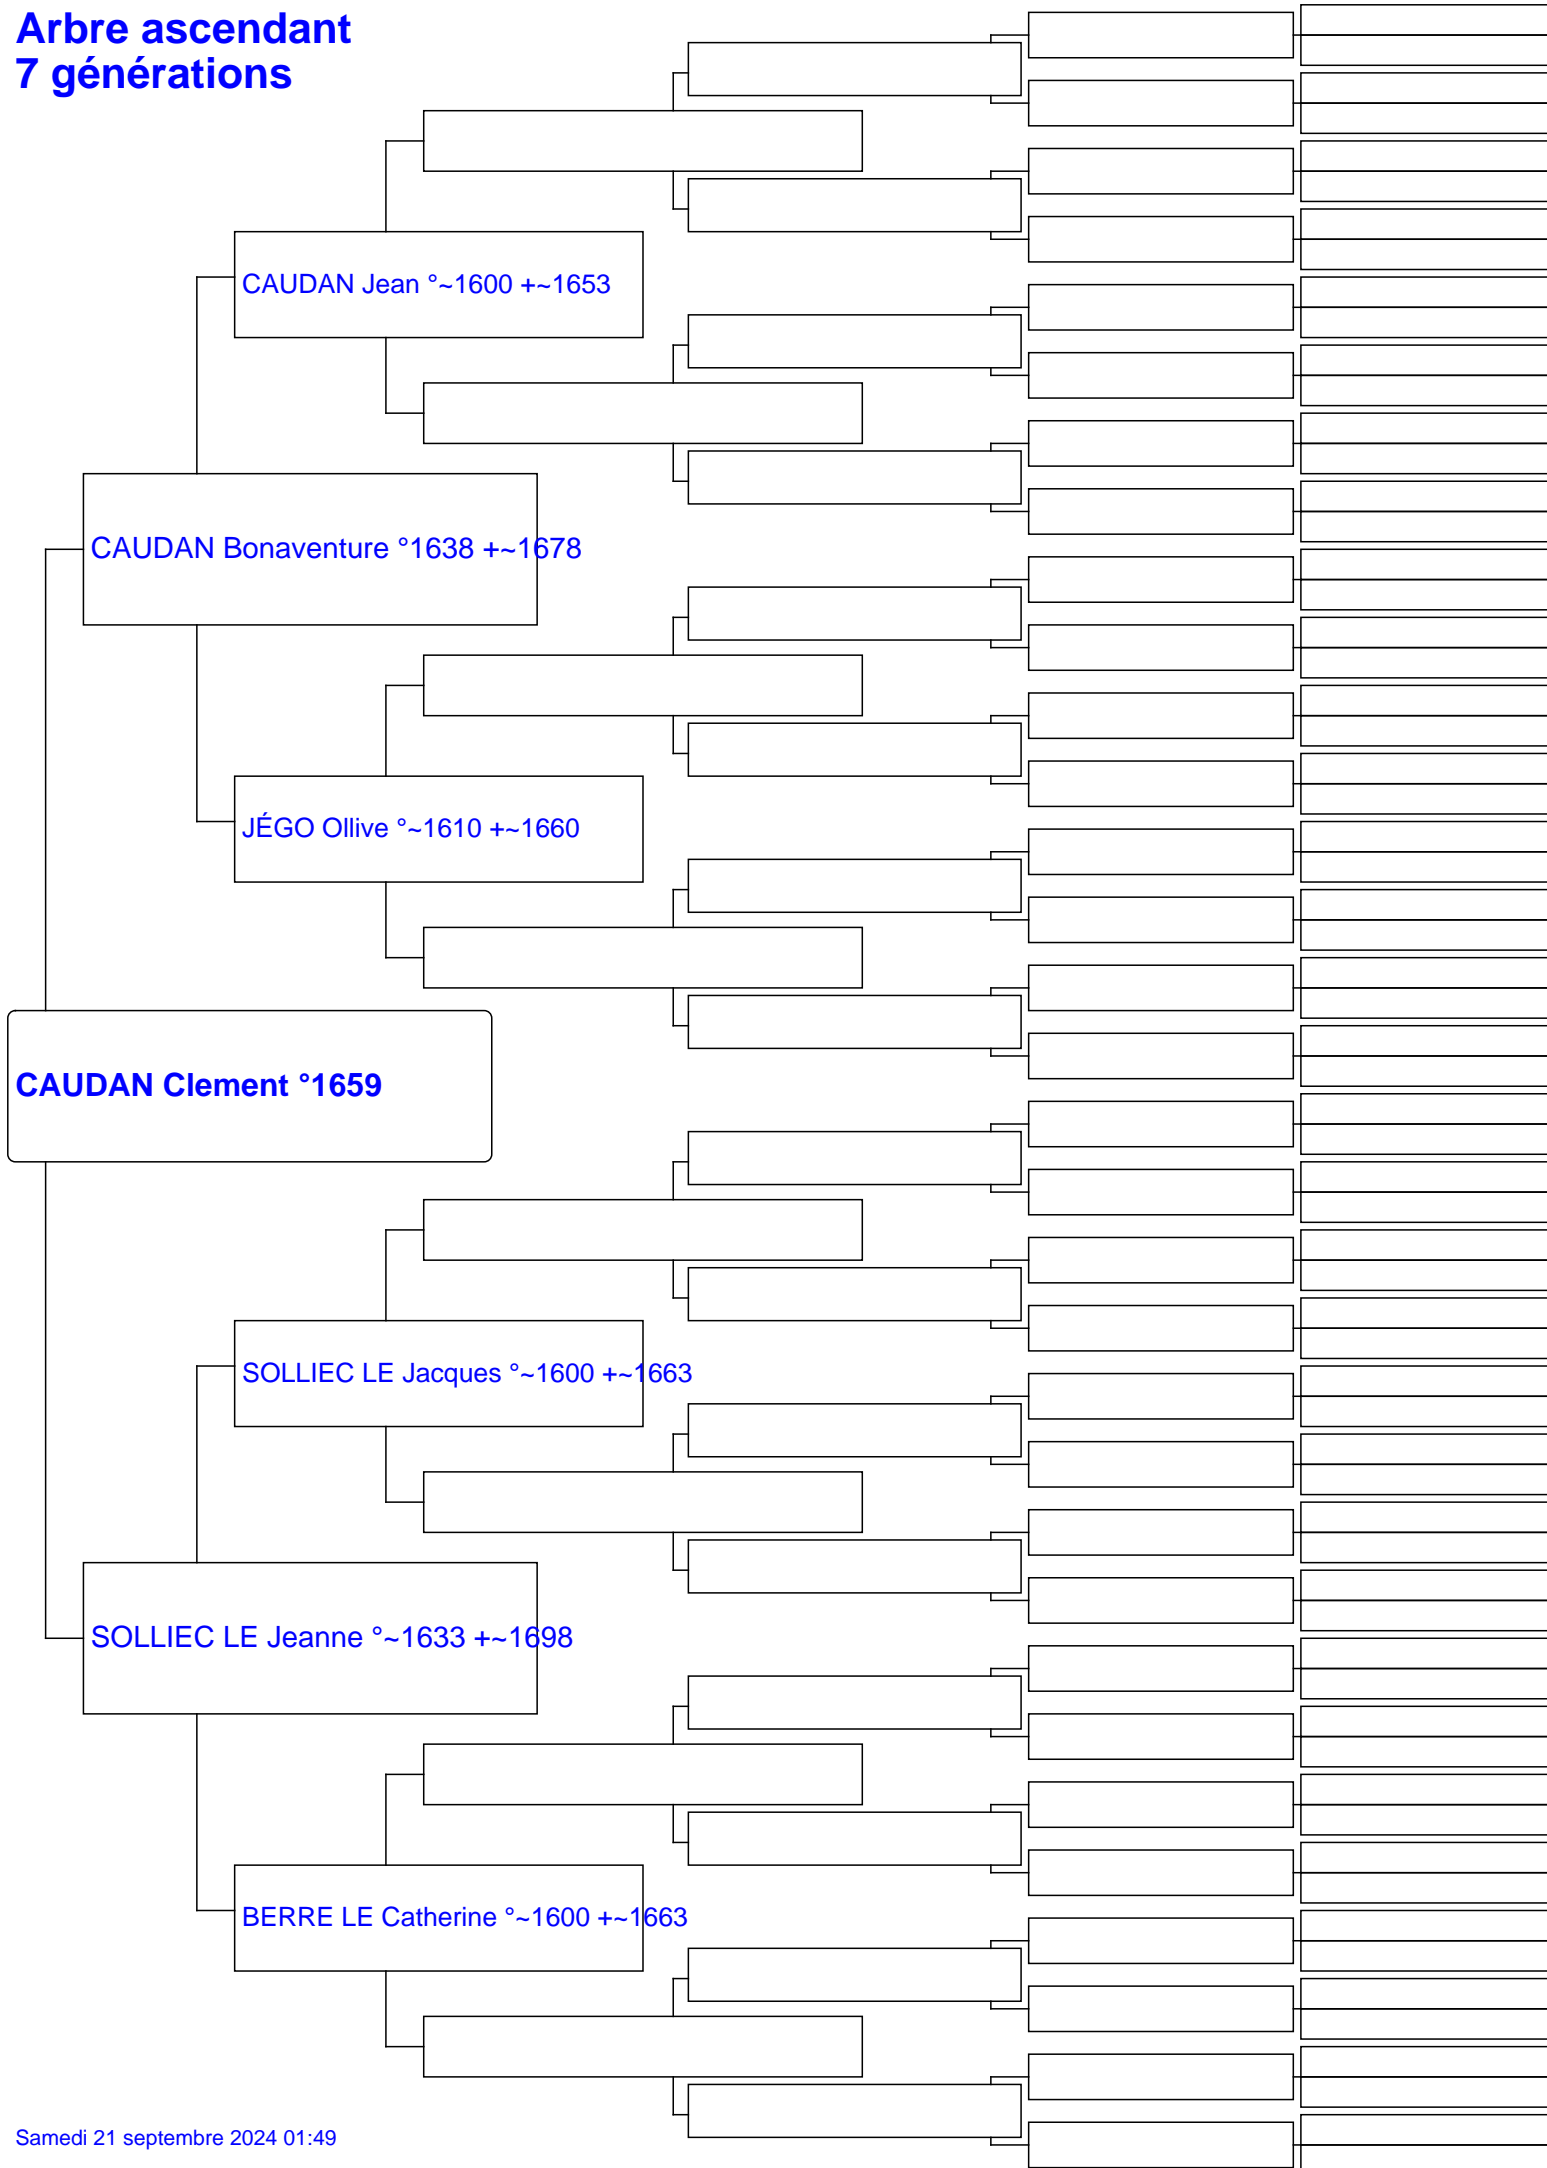 Arbre ascendant
7 générations
CAUDAN Jean °~1600 +~1653
CAUDAN Bonaventure °1638 +~1678
JÉGO Ollive °~1610 +~1660
CAUDAN Clement °1659
SOLLIEC LE Jacques °~1600 +~1663
SOLLIEC LE Jeanne °~1633 +~1698
BERRE LE Catherine °~1600 +~1663
Samedi 21 septembre 2024 01:49